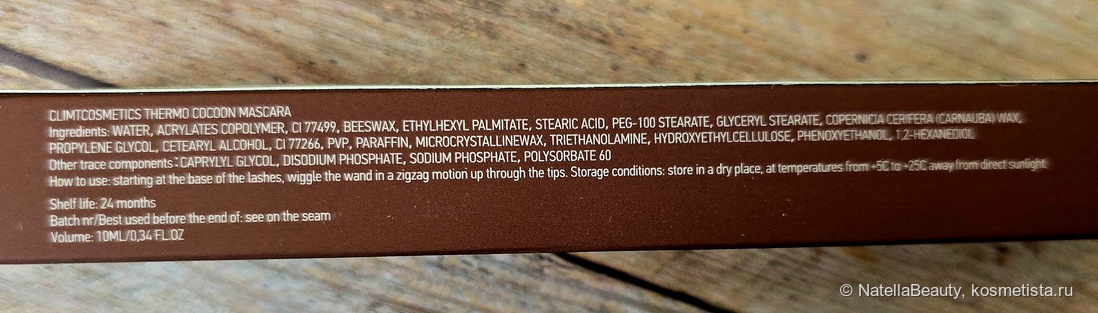 CLIMTCOSMETICS THERMO COCOON MASCARA
Ingredients: WATER, ACRYLATES COPOLYMER, CI 77499, BEESWAX, ETHYLHEXYL PALMITATE, STEARIC ACID, PEG-100 STEARATE, GLYCERYL STEARATE, COPERNICIA CERIFERA (CARNAUBA) WAX,
PROPYLENE GLYCOL, CETEARYL ALCOHOL, CI 77266, PVP, PARAFFIN, MICROCRYSTALLINEWAX, TRIETHANOLAMINE, HYDROXYETHYLCELLULOSE, PHENOXYETHANOL, 1,2-HEXANEDIOL
Other trace components: CAPRYLYL GLYCOL, DISODIUM PHOSPHATE, SODIUM PHOSPHATE, POLYSORBATE 60
How to use: starting at the base of the lashes, wiggle the wand in a zigzag motion up through the tips. Storage conditions: store in a dry place, at temperatures from +5C to +25C away from direct sunlight.
Shelf life: 24 months
Batch nr/Best used before the end of: see on the seam
Volume: 10ML/0,34 FL.OZ
© NatellaBeauty, kosmetista.ru